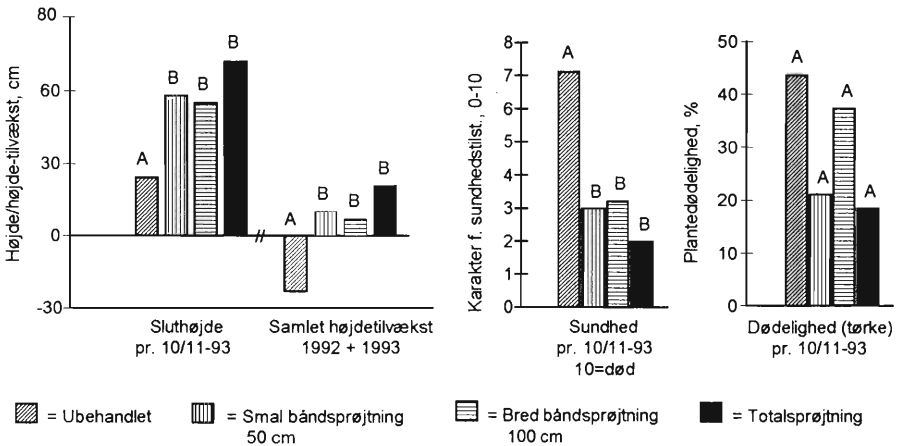 Højde/højde-tilvækst, cm
80
60
30
0
-30
A
B
B
B
A
B
B
B
Sluthøjde
pr. 10/11-93
Samlet højdetilvækst
1992 + 1993
Karakter f. sundhedstilst., 0-10
8
7
6
5
4
3
2
1
0
A
B
B
B
Sundhed
pr. 10/11-93
10=død
Plantedødelighed, %
50
40
30
20
10
0
A
A
A
A
Dødelighed (tørke)
pr. 10/11-93
= Ubehandlet
= Smal båndsprøjtning
50 cm
= Bred båndsprøjtning
100 cm
= Totalsprøjtning